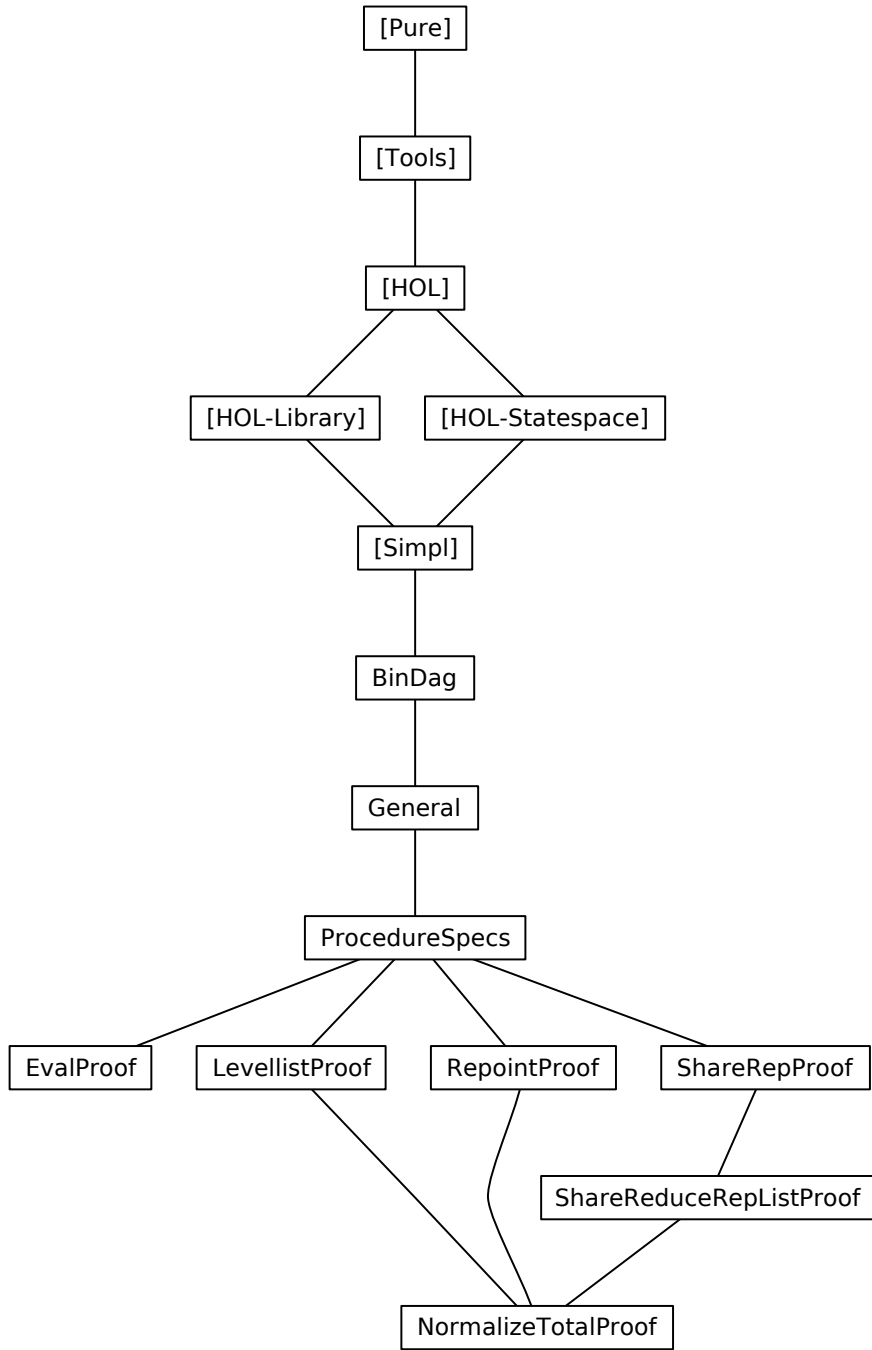 [Pure]
[Tools]
[HOL]
[HOL-Library]
[HOL-Statespace]
[Simpl]
BinDag
General
ProcedureSpecs
EvalProof
LevellistProof
RepointProof
ShareRepProof
ShareReduceRepListProof
NormalizeTotalProof